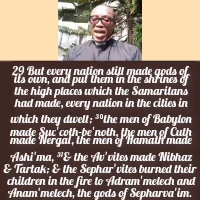 29 But every nation still made gods of
its own, and put them in the shrines of
the high places which the Samaritans
had made, every nation in the cities in
which they dwelt; 30the men of Babylon
made Suc'coth-be'noth, the men of Cuth
made Nergal, the men of Hamath made
Ashi'ma, 31& the Av'vites made Nibhaz
& Tartak; & the Sephar'vites burned their
children in the fire to Adram'melech and
Anam'melech, the gods of Sepharva'im.